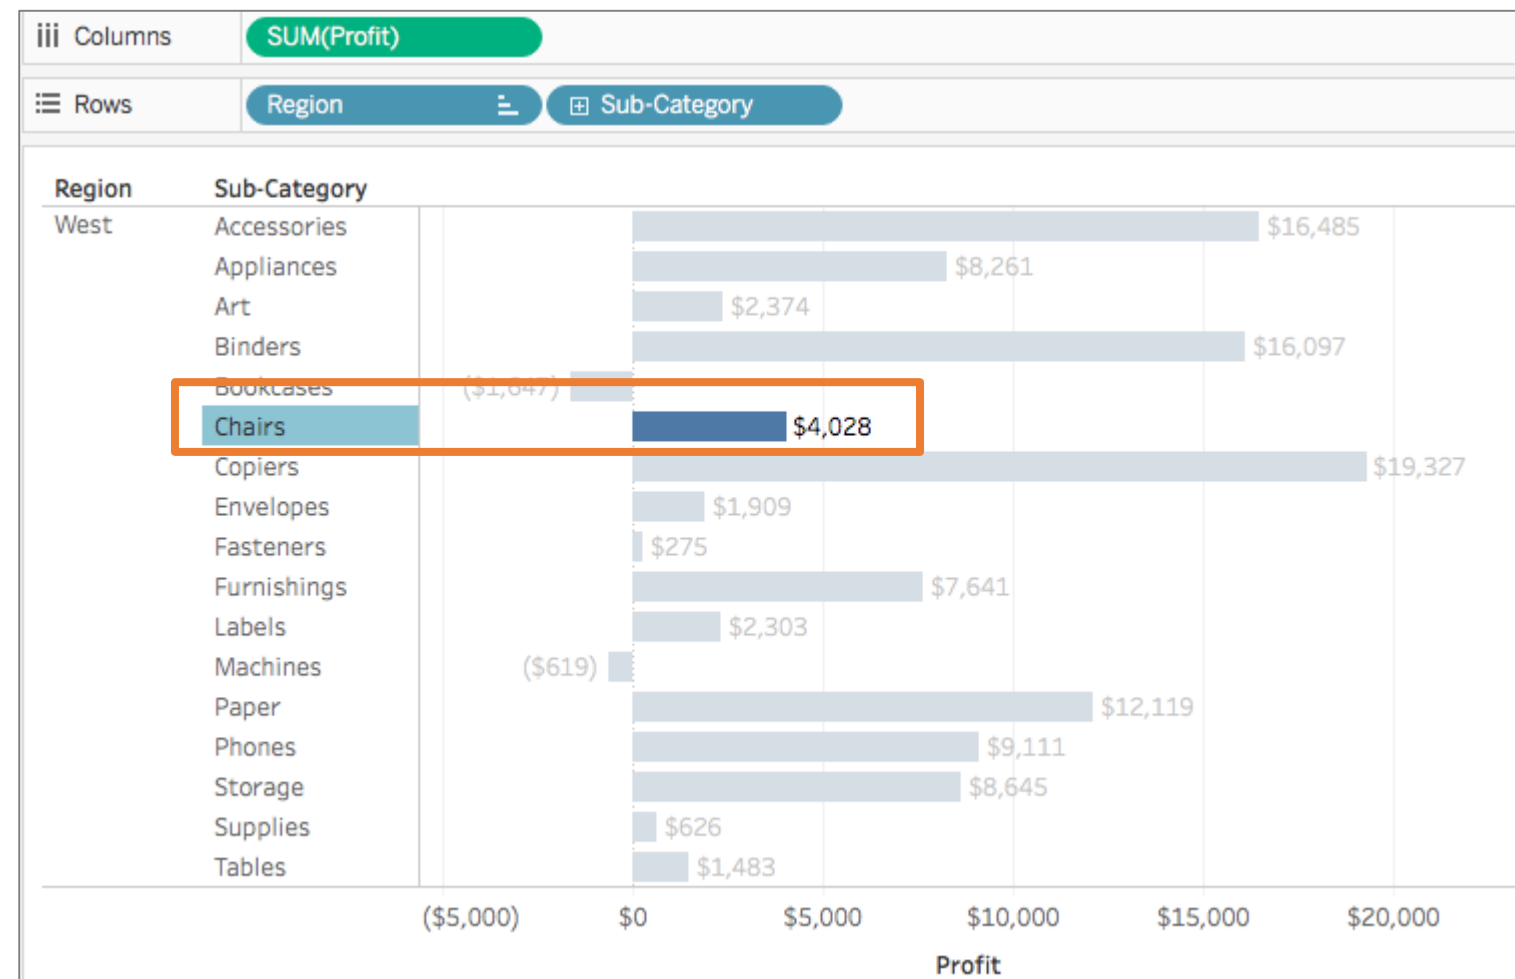 Columns SUM(Profit)
Rows Region Sub-Category
Region Sub-Category
West Accessories $16,485
Appliances $8,261
Art $2,374
Binders $16,097
Bookcases ($1,647)
Chairs $4,028
Copiers $19,327
Envelopes $1,909
Fasteners $275
Furnishings $7,641
Labels $2,303
Machines ($619)
Paper $12,119
Phones $9,111
Storage $8,645
Supplies $626
Tables $1,483
($5,000) $0 $5,000 $10,000 $15,000 $20,000
Profit